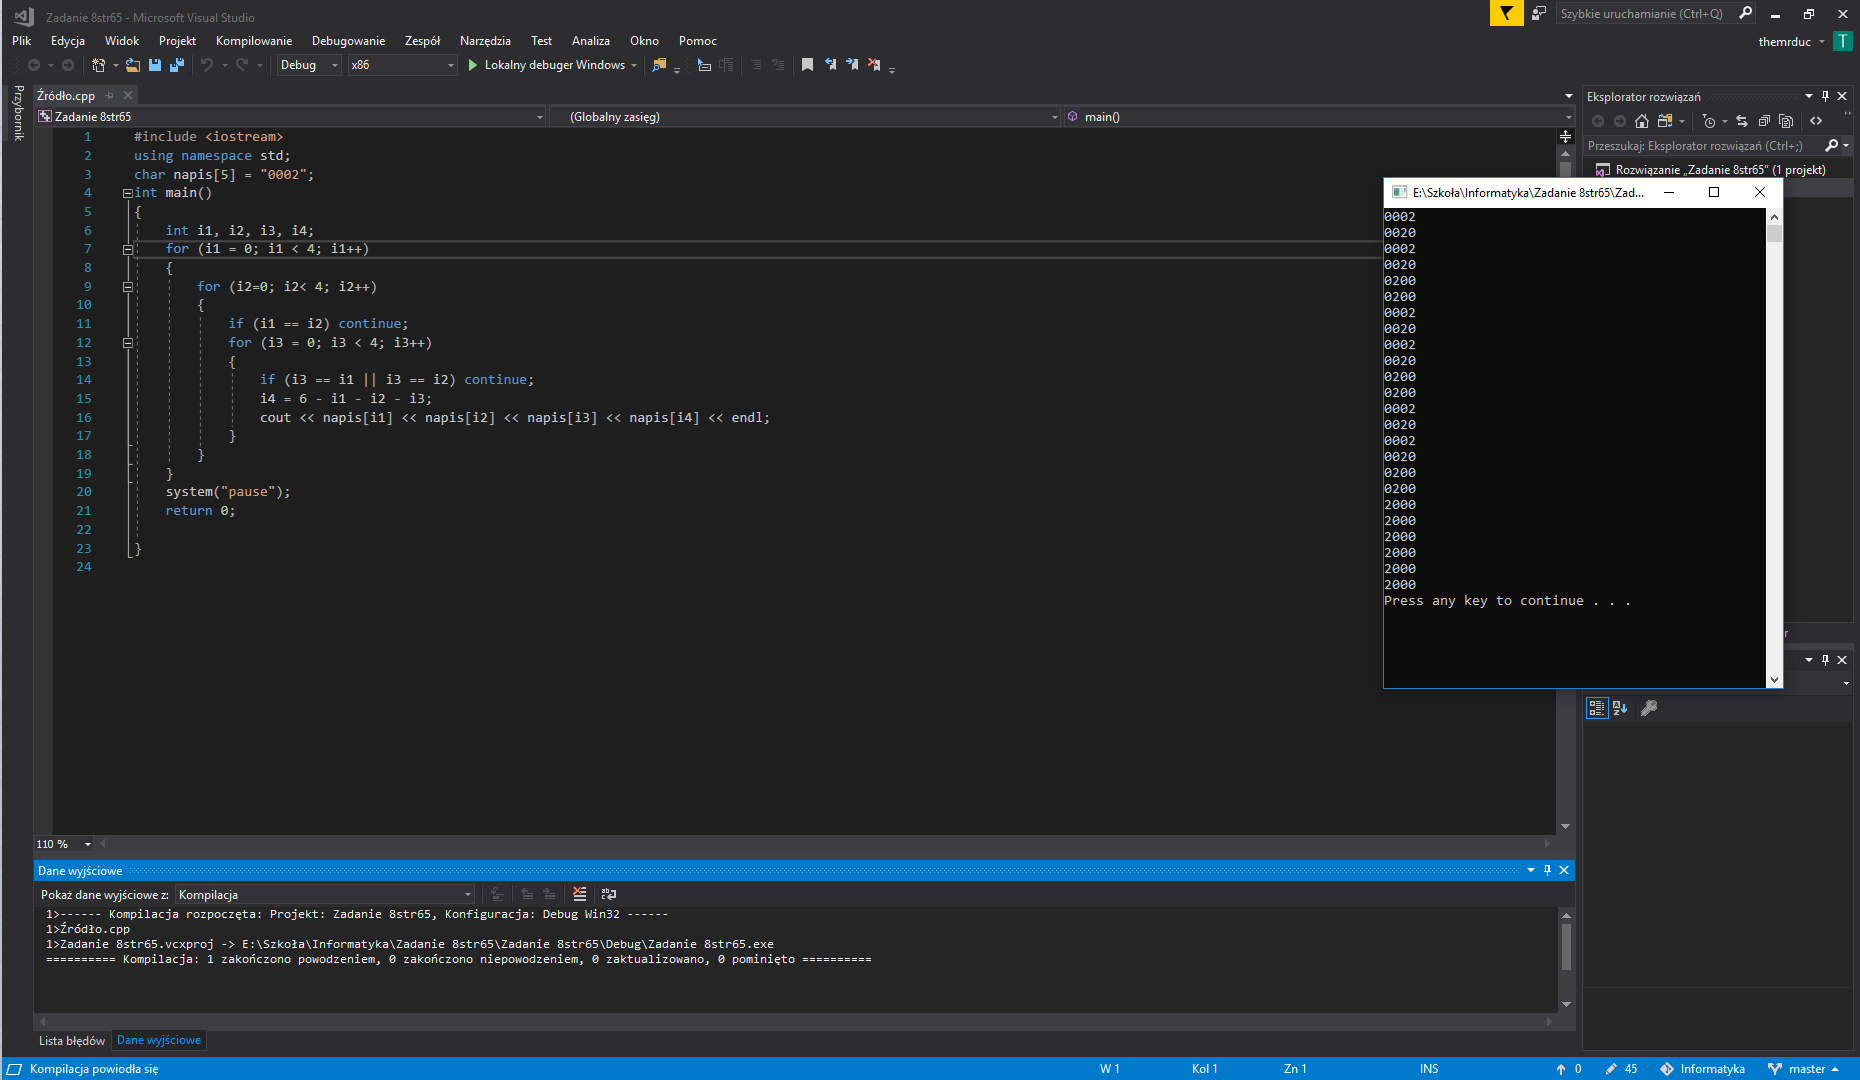 Zadanie 8str65 - Microsoft Visual Studio
Szybkie uruchamianie (Ctrl+Q)
Plik Edycja Widok Projekt Kompilowanie Debugowanie Zespół Narzędzia Test Analiza Okno Pomoc
themrduc T
Debug x86 Lokalny debuger Windows
Przybornik
Źródło.cpp
Zadanie 8str65 (Globalny zasięg) main()
1 #include <iostream>
2 using namespace std;
3 char napis[5] = "0002";
4 int main()
5 {
6 int i1, i2, i3, i4;
7 for (i1 = 0; i1 < 4; i1++)
8 {
9 for (i2=0; i2< 4; i2++)
10 {
11 if (i1 == i2) continue;
12 for (i3 = 0; i3 < 4; i3++)
13 {
14 if (i3 == i1 || i3 == i2) continue;
15 i4 = 6 - i1 - i2 - i3;
16 cout << napis[i1] << napis[i2] << napis[i3] << napis[i4] << endl;
17 }
18 }
19 }
20 system("pause");
21 return 0;
22
23 }
24
110 %
Eksplorator rozwiązań
Przeszukaj: Eksplorator rozwiązań (Ctrl+;)
Rozwiązanie „Zadanie 8str65” (1 projekt)
E:\Szkoła\Informatyka\Zadanie 8str65\Zad...
0002
0020
0002
0020
0200
0200
0002
0020
0002
0020
0200
0200
0002
0020
0002
0020
0200
0200
2000
2000
2000
2000
2000
2000
Press any key to continue . . .
r
Dane wyjściowe
Pokaż dane wyjściowe z: Kompilacja
1>------ Kompilacja rozpoczęta: Projekt: Zadanie 8str65, Konfiguracja: Debug Win32 ------
1>Źródło.cpp
1>Zadanie 8str65.vcxproj -> E:\Szkoła\Informatyka\Zadanie 8str65\Zadanie 8str65\Debug\Zadanie 8str65.exe
========== Kompilacja: 1 zakończono powodzeniem, 0 zakończono niepowodzeniem, 0 zaktualizowano, 0 pominięto ==========
Lista błędów Dane wyjściowe
Kompilacja powiodła się W 1 Kol 1 Zn 1 INS 0 45 Informatyka master